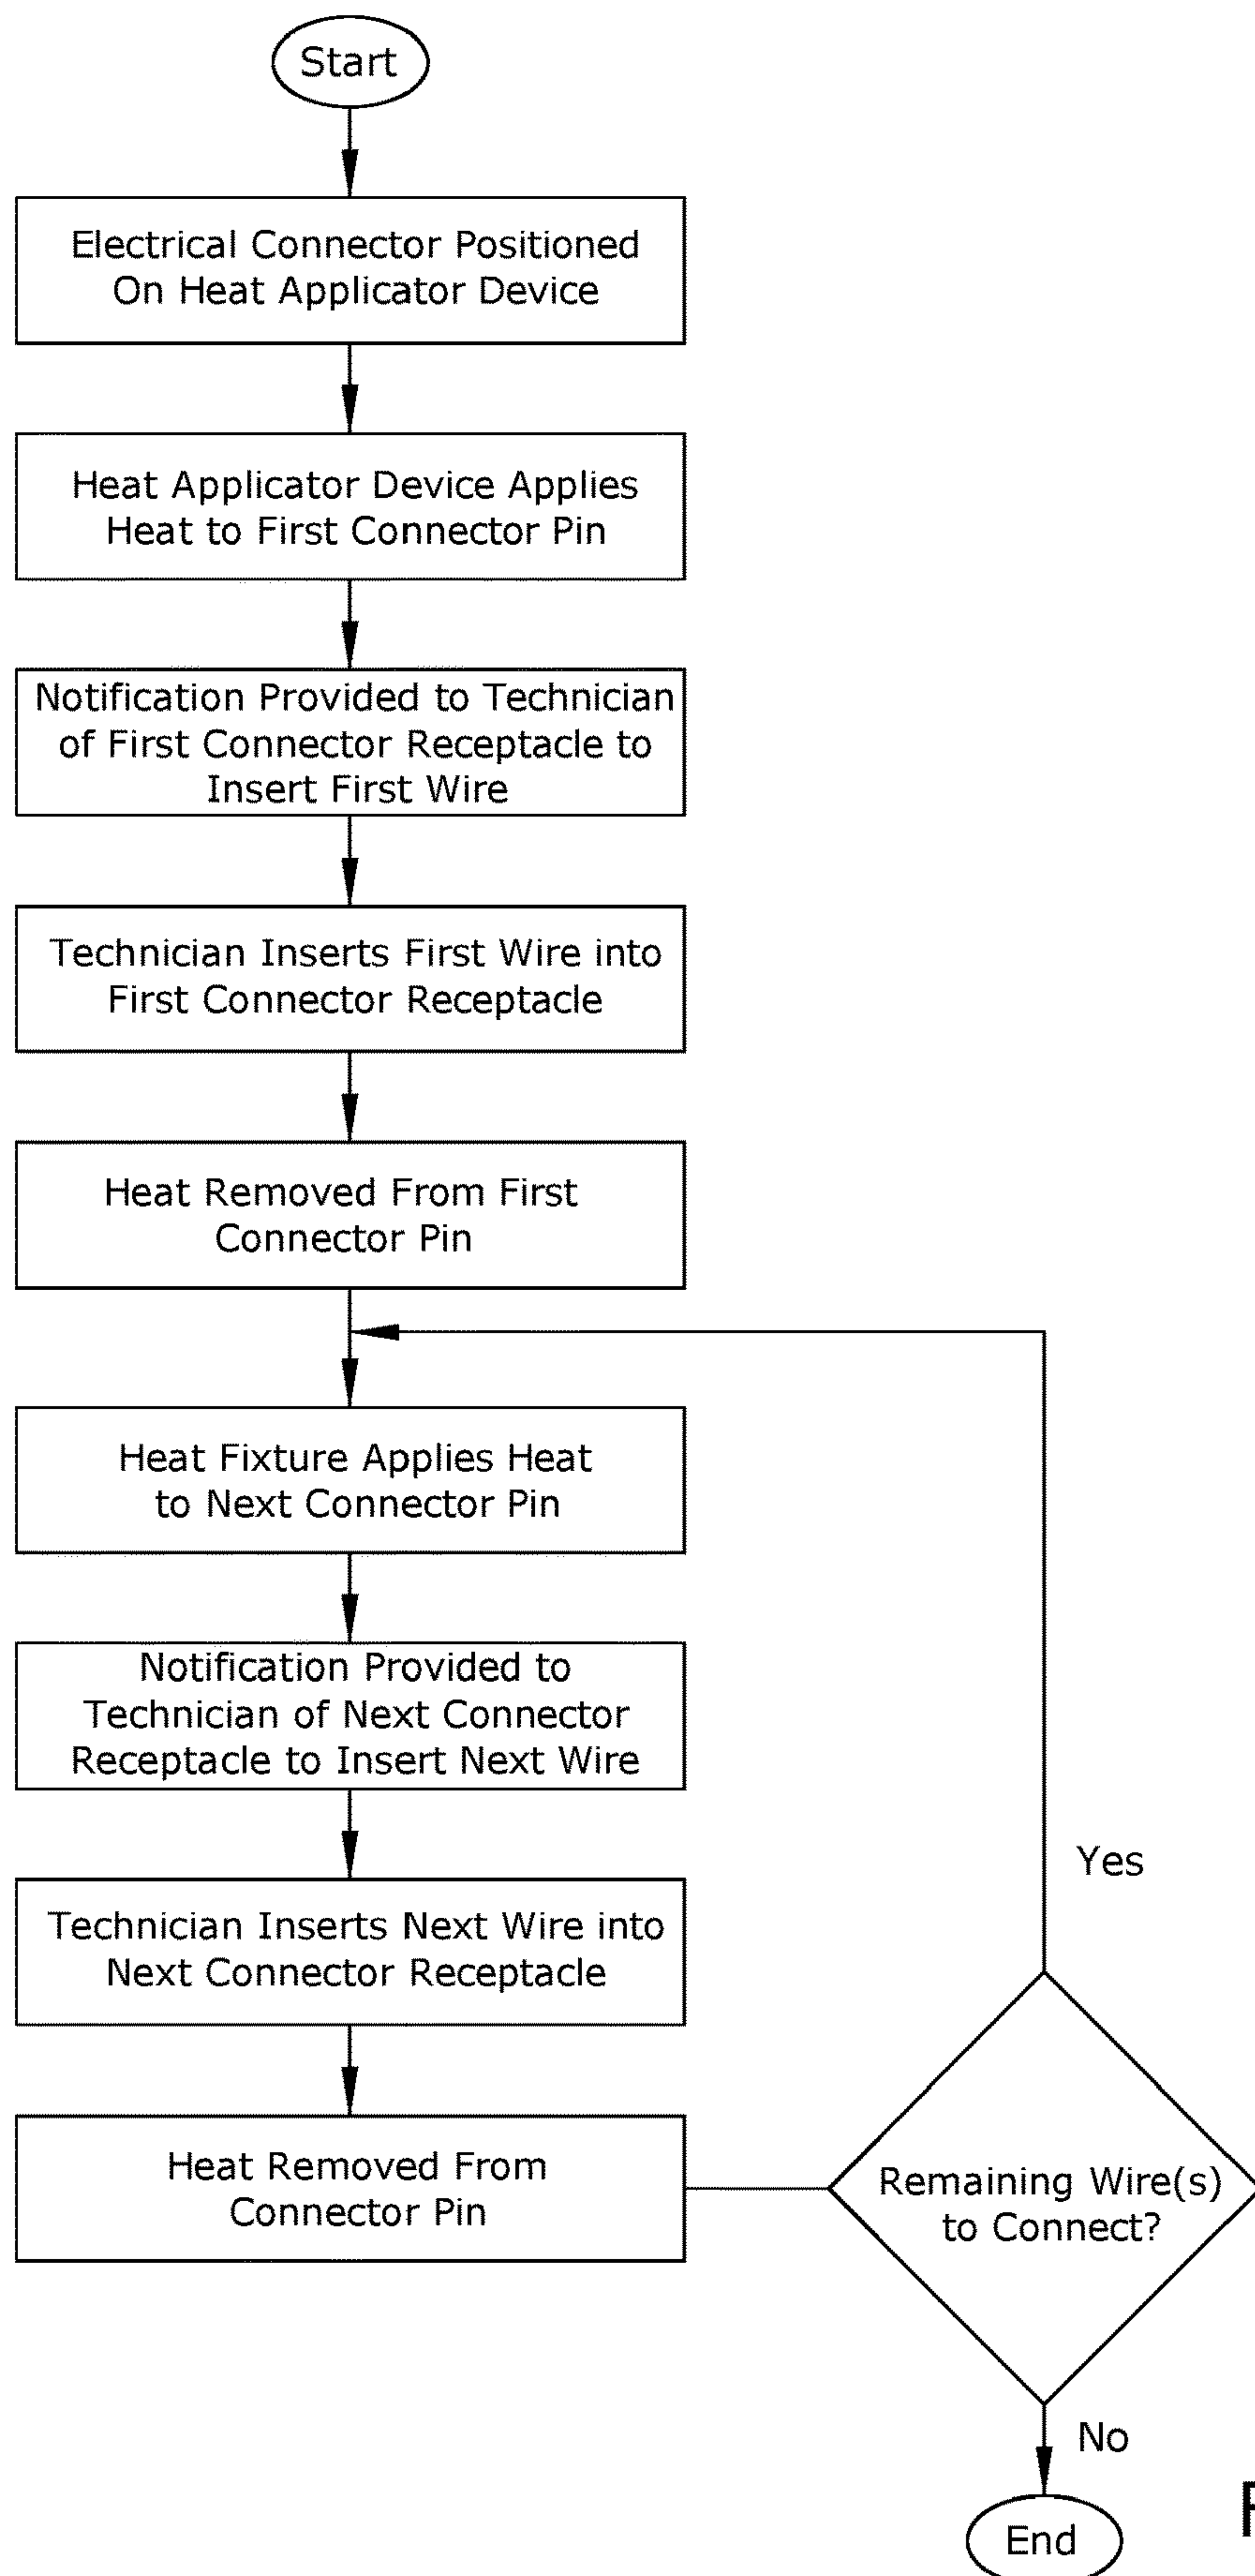 Start
Electrical Connector Positioned
On Heat Applicator Device
Heat Applicator Device Applies
Heat to First Connector Pin
Notification Provided to Technician
of First Connector Receptacle to
Insert First Wire
Technician Inserts First Wire into
First Connector Receptacle
Heat Removed From First
Connector Pin
Heat Fixture Applies Heat
to Next Connector Pin
Notification Provided to
Technician of Next Connector
Receptacle to Insert Next Wire
Yes
Technician Inserts Next Wire into
Next Connector Receptacle
Heat Removed From
Connector Pin
Remaining Wire(s)
to Connect?
No
End